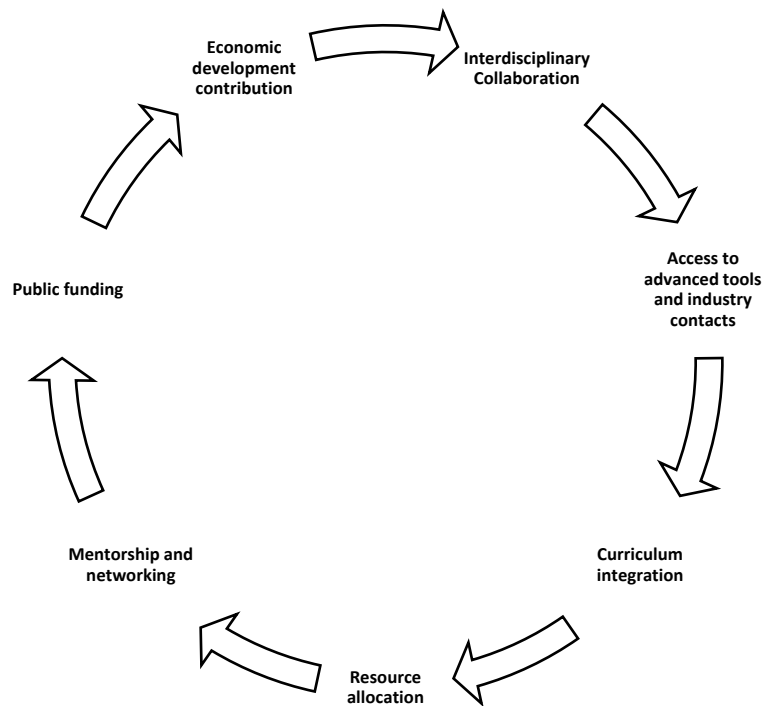 Economic
development
contribution
Interdisciplinary
Collaboration
Access to
advanced tools
and industry
contacts
Curriculum
integration
Resource
allocation
Mentorship and
networking
Public funding